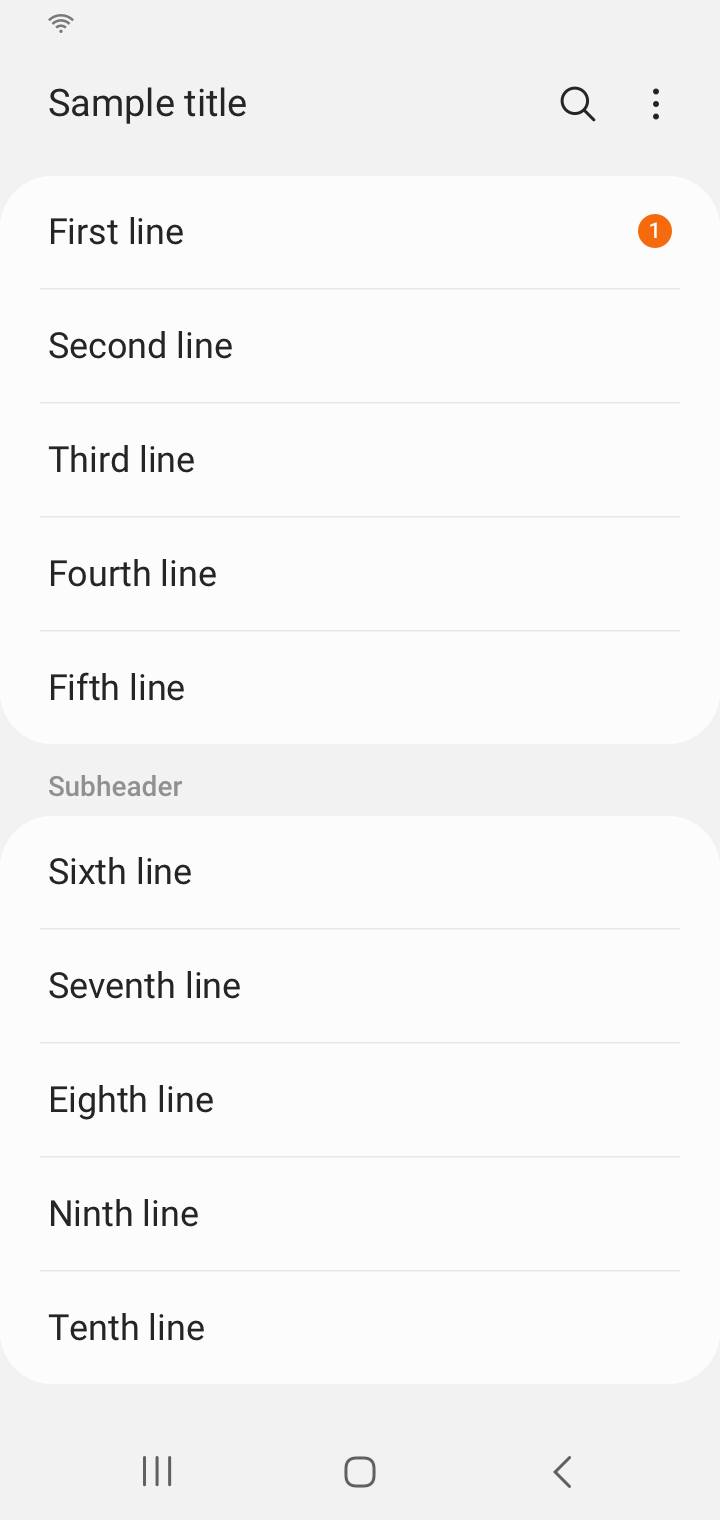 Sample title
First line
1
Second line
Third line
Fourth line
Fifth line
Subheader
Sixth line
Seventh line
Eighth line
Ninth line
Tenth line